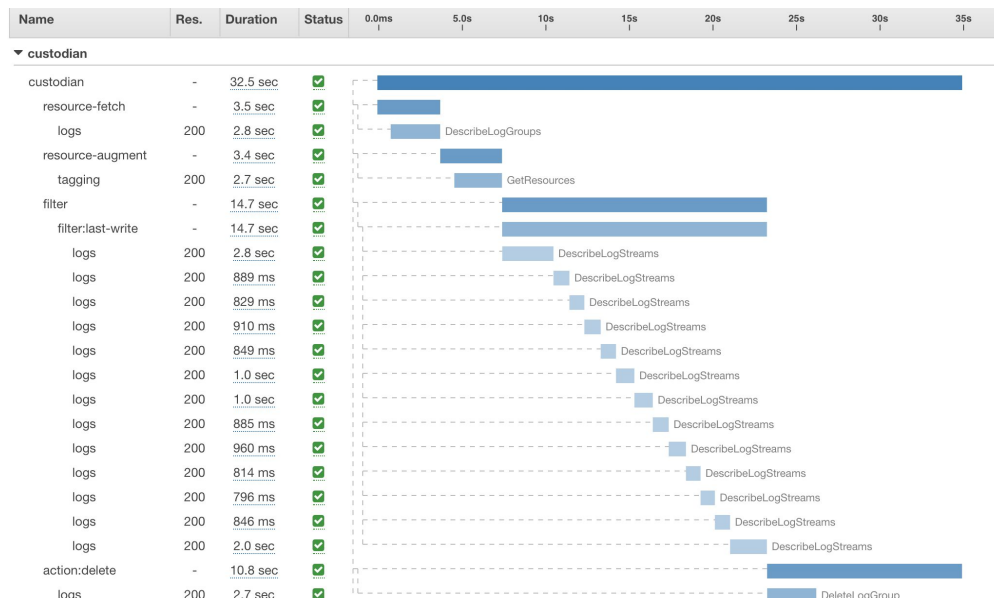 Name Res. Duration Status 0.0ms 5.0s 10s 15s 20s 25s 30s 35s
custodian
custodian - 32.5 sec
resource-fetch - 3.5 sec
logs 200 2.8 sec DescribeLogGroups
resource-augment - 3.4 sec
tagging 200 2.7 sec GetResources
filter - 14.7 sec
filter:last-write - 14.7 sec
logs 200 2.8 sec DescribeLogStreams
logs 200 889 ms DescribeLogStreams
logs 200 829 ms DescribeLogStreams
logs 200 910 ms DescribeLogStreams
logs 200 849 ms DescribeLogStreams
logs 200 1.0 sec DescribeLogStreams
logs 200 1.0 sec DescribeLogStreams
logs 200 885 ms DescribeLogStreams
logs 200 960 ms DescribeLogStreams
logs 200 814 ms DescribeLogStreams
logs 200 796 ms DescribeLogStreams
logs 200 846 ms DescribeLogStreams
logs 200 2.0 sec DescribeLogStreams
action:delete - 10.8 sec
logs 200 2.7 sec DeleteLogGroup